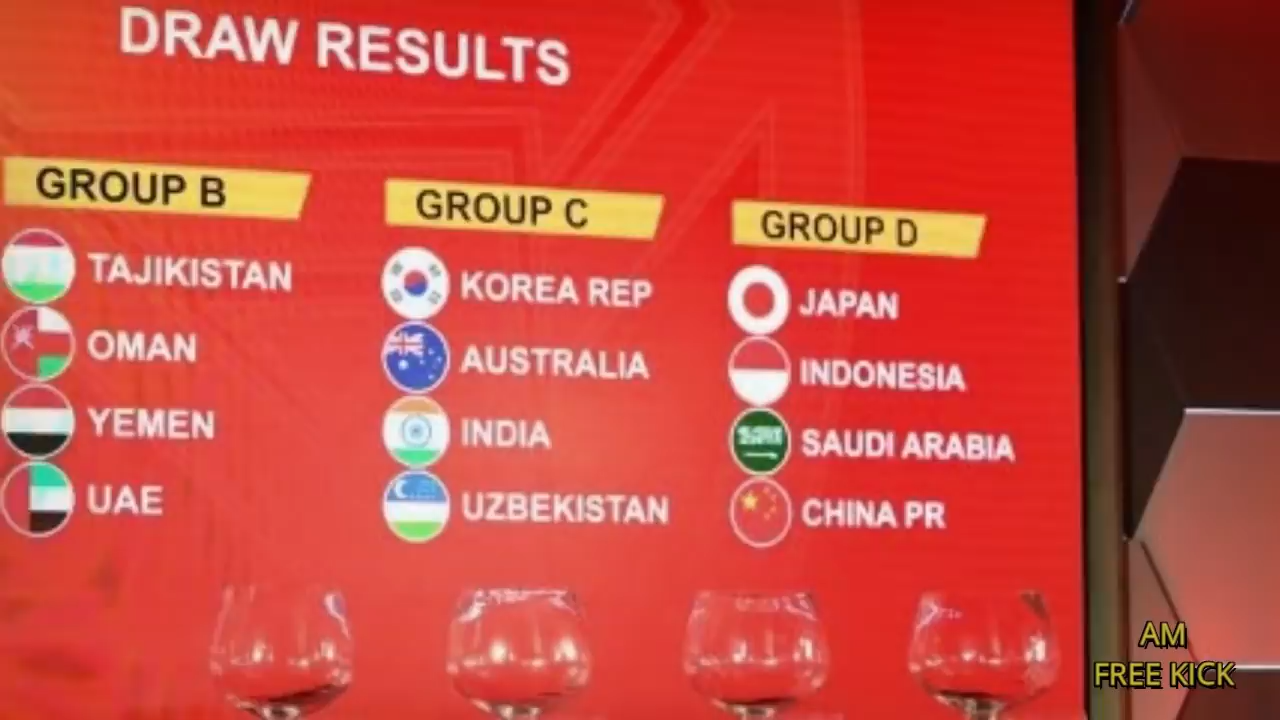 DRAW RESULTS
GROUP B
TAJIKISTAN
OMAN
YEMEN
UAE
GROUP C
KOREA REP
AUSTRALIA
INDIA
UZBEKISTAN
GROUP D
JAPAN
INDONESIA
SAUDI ARABIA
CHINA PR
AM
FREE KICK